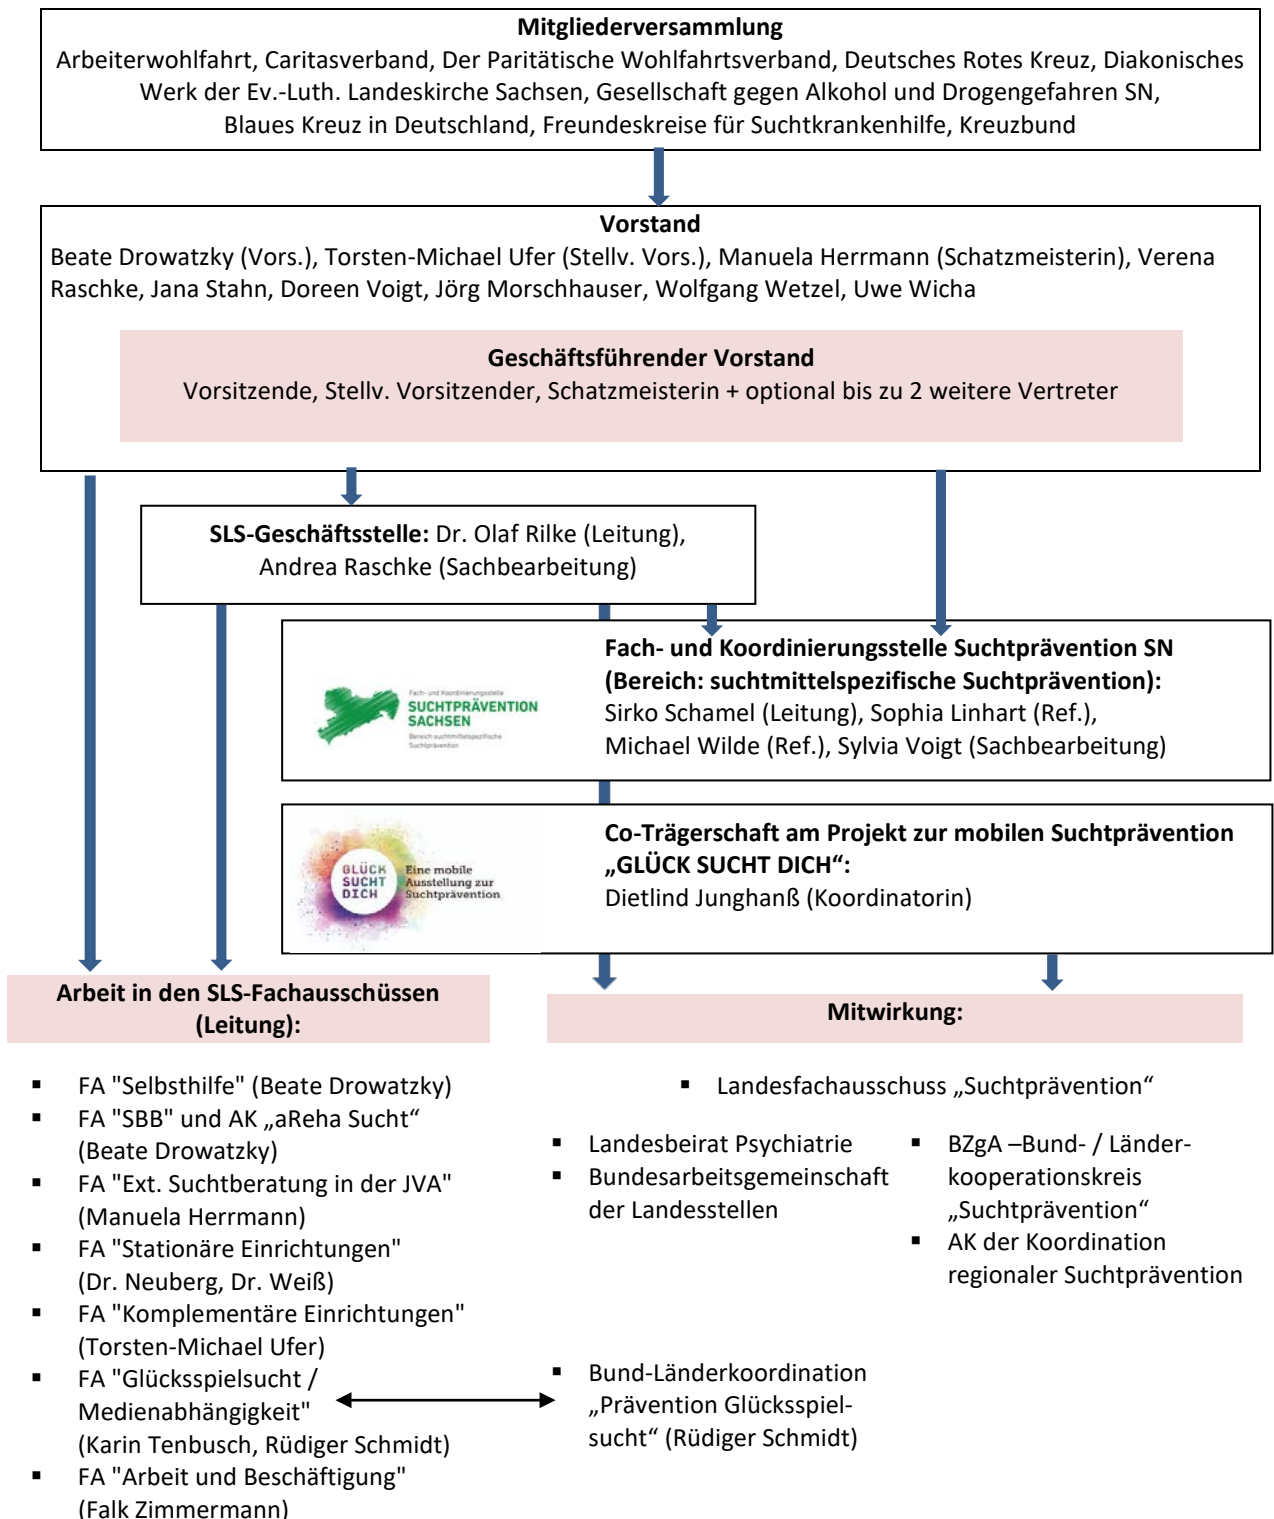 Mitgliederversammlung
Arbeiterwohlfahrt, Caritasverband, Der Paritätische Wohlfahrtsverband, Deutsches Rotes Kreuz, Diakonisches
Werk der Ev.-Luth. Landeskirche Sachsen, Gesellschaft gegen Alkohol und Drogengefahren SN,
Blaues Kreuz in Deutschland, Freundeskreise für Suchtkrankenhilfe, Kreuzbund
Vorstand
Beate Drowatzky (Vors.), Torsten-Michael Ufer (Stellv. Vors.), Manuela Herrmann (Schatzmeisterin), Verena
Raschke, Jana Stahn, Doreen Voigt, Jörg Morschhauser, Wolfgang Wetzel, Uwe Wicha
Geschäftsführender Vorstand
Vorsitzende, Stellv. Vorsitzender, Schatzmeisterin + optional bis zu 2 weitere Vertreter
SLS-Geschäftsstelle: Dr. Olaf Rilke (Leitung),
Andrea Raschke (Sachbearbeitung)
Fach- und Koordinierungsstelle
SUCHTPRÄVENTION
SACHSEN
Bereich suchtmittelspezifische
Suchtprävention
Fach- und Koordinierungsstelle Suchtprävention SN
(Bereich: suchtmittelspezifische Suchtprävention):
Sirko Schamel (Leitung), Sophia Linhart (Ref.),
Michael Wilde (Ref.), Sylvia Voigt (Sachbearbeitung)
GLÜCK
SUCHT
DICH
Eine mobile
Ausstellung zur
Suchtprävention
Co-Trägerschaft am Projekt zur mobilen Suchtprävention
„GLÜCK SUCHT DICH“:
Dietlind Junghanß (Koordinatorin)
Arbeit in den SLS-Fachausschüssen
(Leitung):
▪ FA "Selbsthilfe" (Beate Drowatzky)
▪ FA "SBB" und AK „aReha Sucht“
(Beate Drowatzky)
▪ FA "Ext. Suchtberatung in der JVA"
(Manuela Herrmann)
▪ FA "Stationäre Einrichtungen"
(Dr. Neuberg, Dr. Weiß)
▪ FA "Komplementäre Einrichtungen"
(Torsten-Michael Ufer)
▪ FA "Glücksspielsucht /
Medienabhängigkeit"
(Karin Tenbusch, Rüdiger Schmidt)
▪ FA "Arbeit und Beschäftigung"
(Falk Zimmermann)
Mitwirkung:
▪ Landesfachausschuss „Suchtprävention“
▪ Landesbeirat Psychiatrie
▪ Bundesarbeitsgemeinschaft
der Landesstellen
▪ BZgA –Bund- / Länder-
kooperationskreis
„Suchtprävention“
▪ AK der Koordination
regionaler Suchtprävention
▪ Bund-Länderkoordination
„Prävention Glücksspiel-
sucht“ (Rüdiger Schmidt)